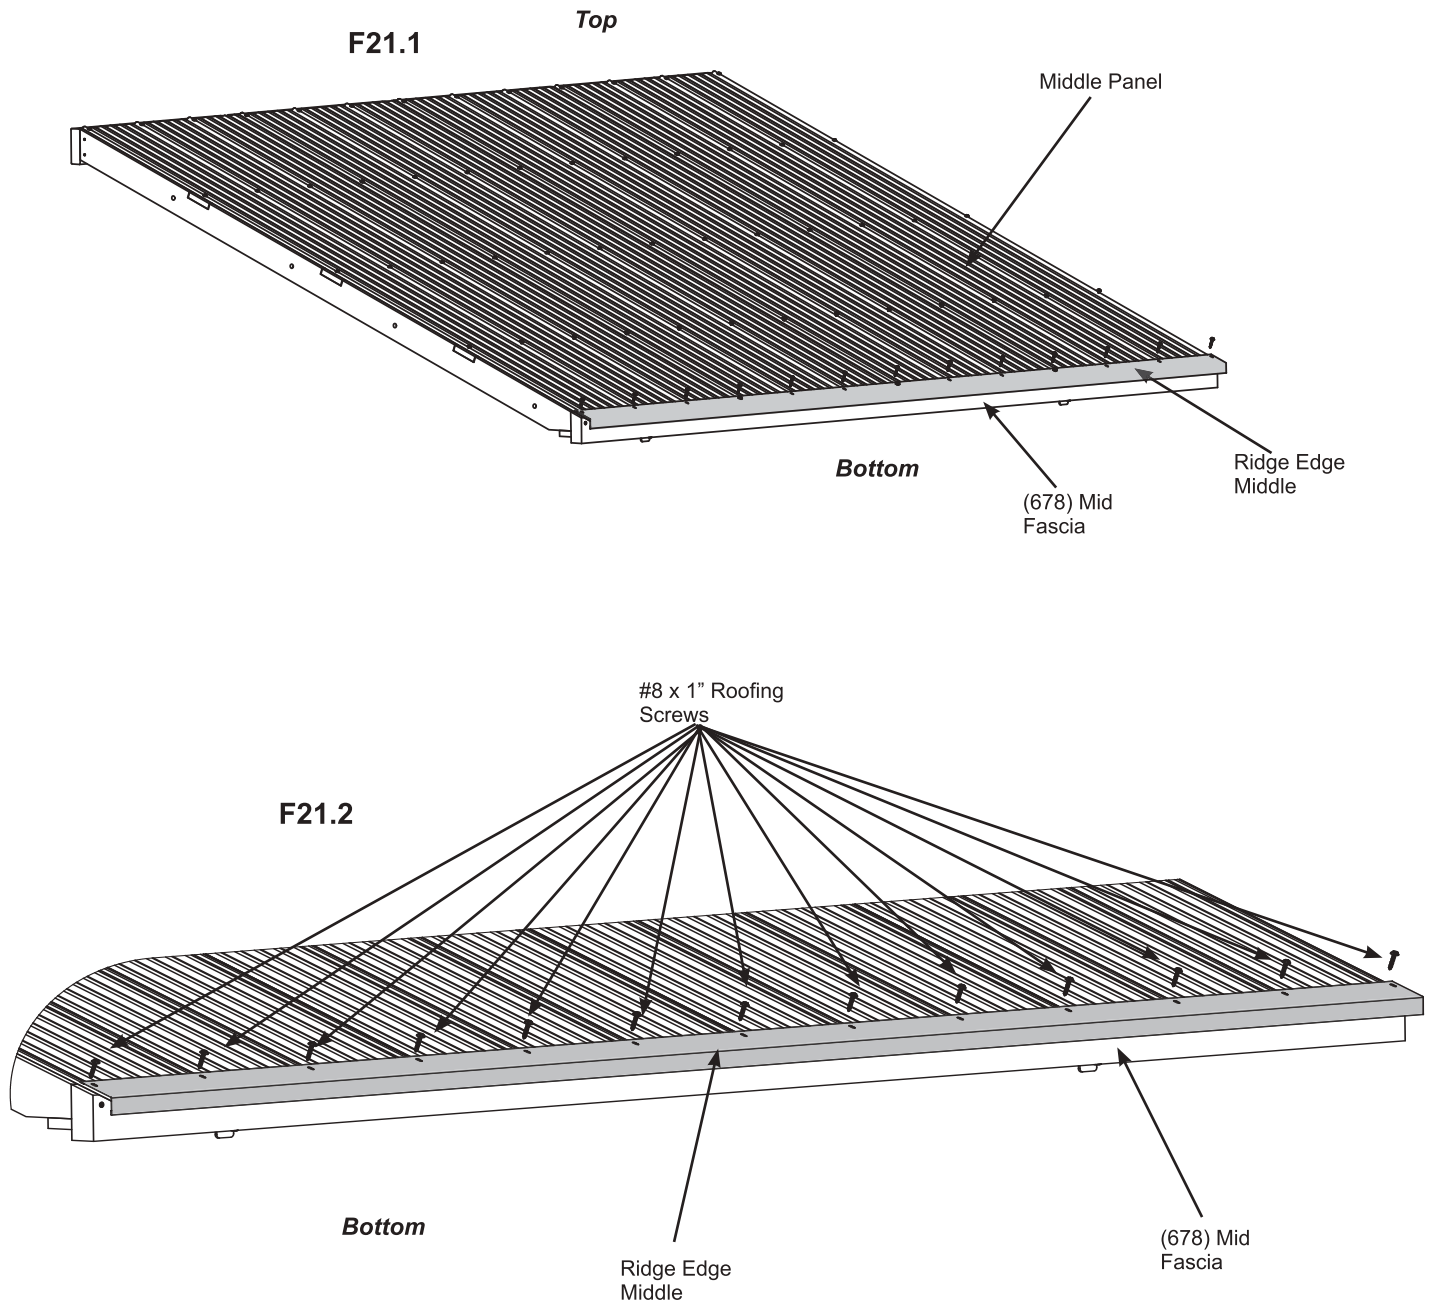 Top
F21.1
Middle Panel
Ridge Edge
Middle
Bottom
(678) Mid
Fascia
#8 x 1” Roofing
Screws
F21.2
Bottom
(678) Mid
Fascia
Ridge Edge
Middle